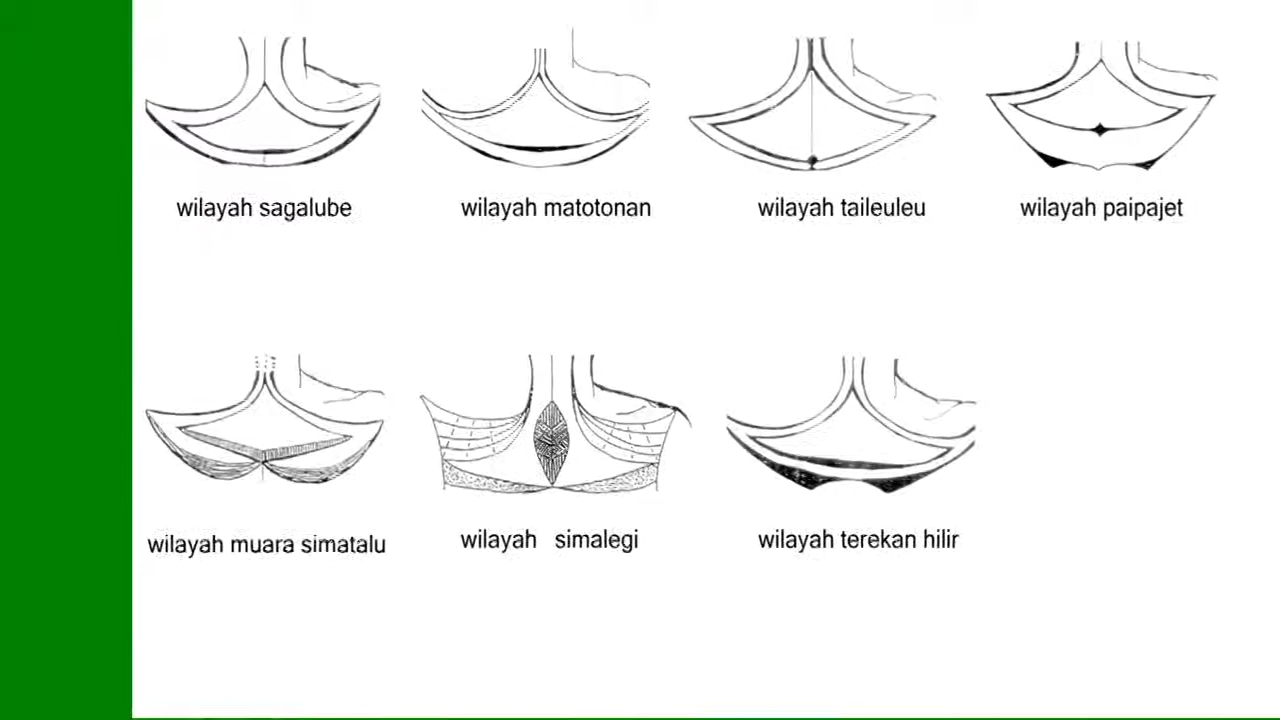 wilayah sagalube
wilayah matotonan
wilayah taileuleu
wilayah paipajet
wilayah muara simatalu
wilayah simalegi
wilayah terekan hilir